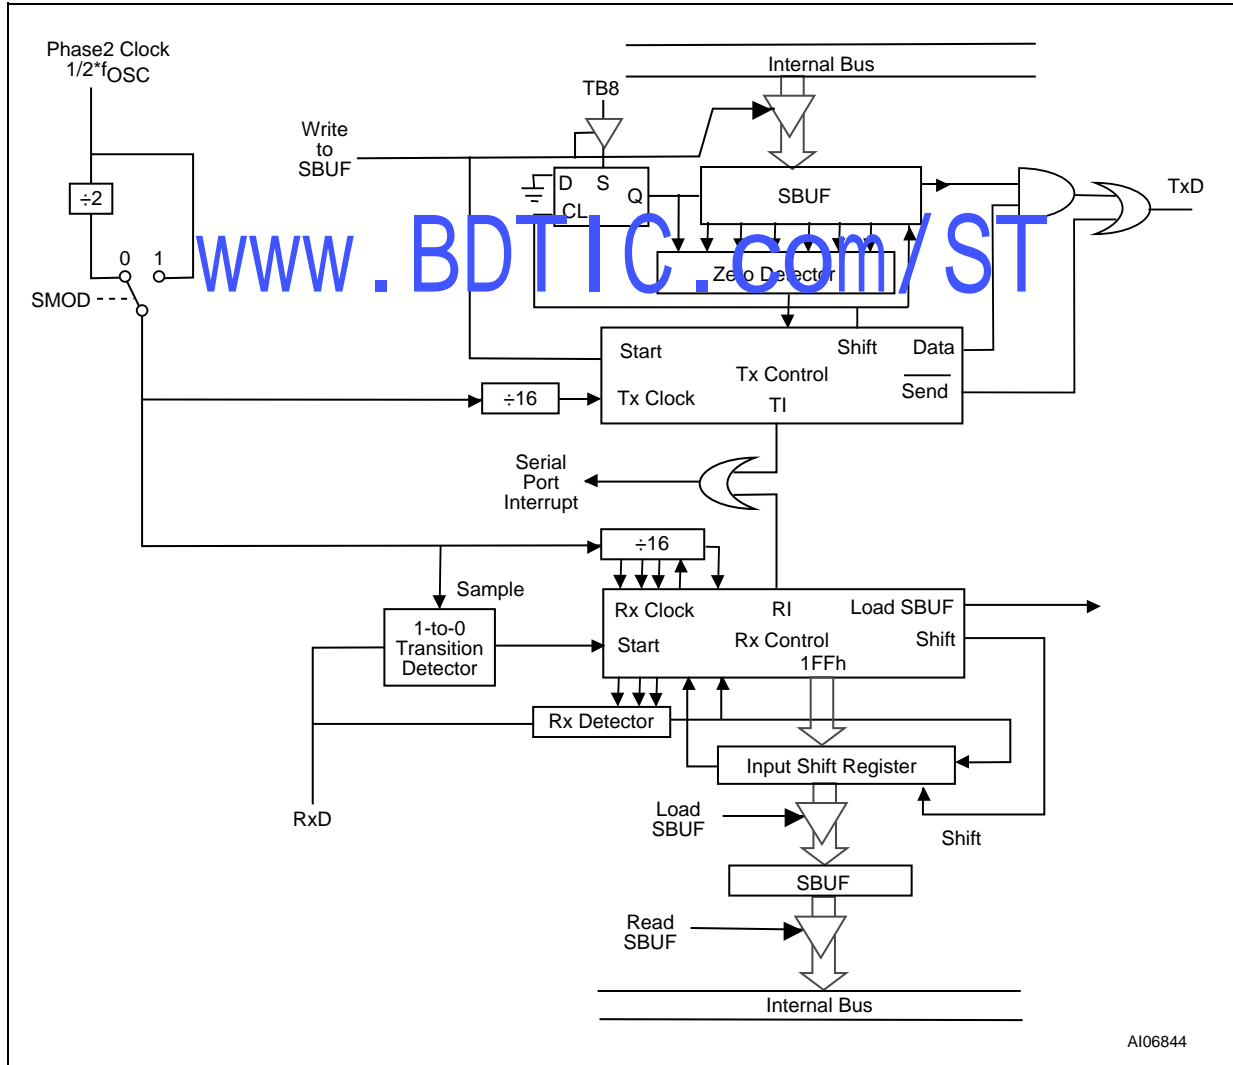 Phase2 Clock
1/2*fOSC
Internal Bus
TB8
Write
to
SBUF
D
S
Q
CL
SBUF
TxD
÷2
www.BDTIC.com/ST
Zero Detector
0
1
SMOD
Start
Shift
Data
Tx Control
Send
÷16
Tx Clock
TI
Serial
Port
Interrupt
÷16
Sample
Rx Clock
RI
Load SBUF
1-to-0
Transition
Detector
Start
Rx Control
Shift
1FFh
Rx Detector
Input Shift Register
RxD
Load
SBUF
Shift
SBUF
Read
SBUF
Internal Bus
AI06844